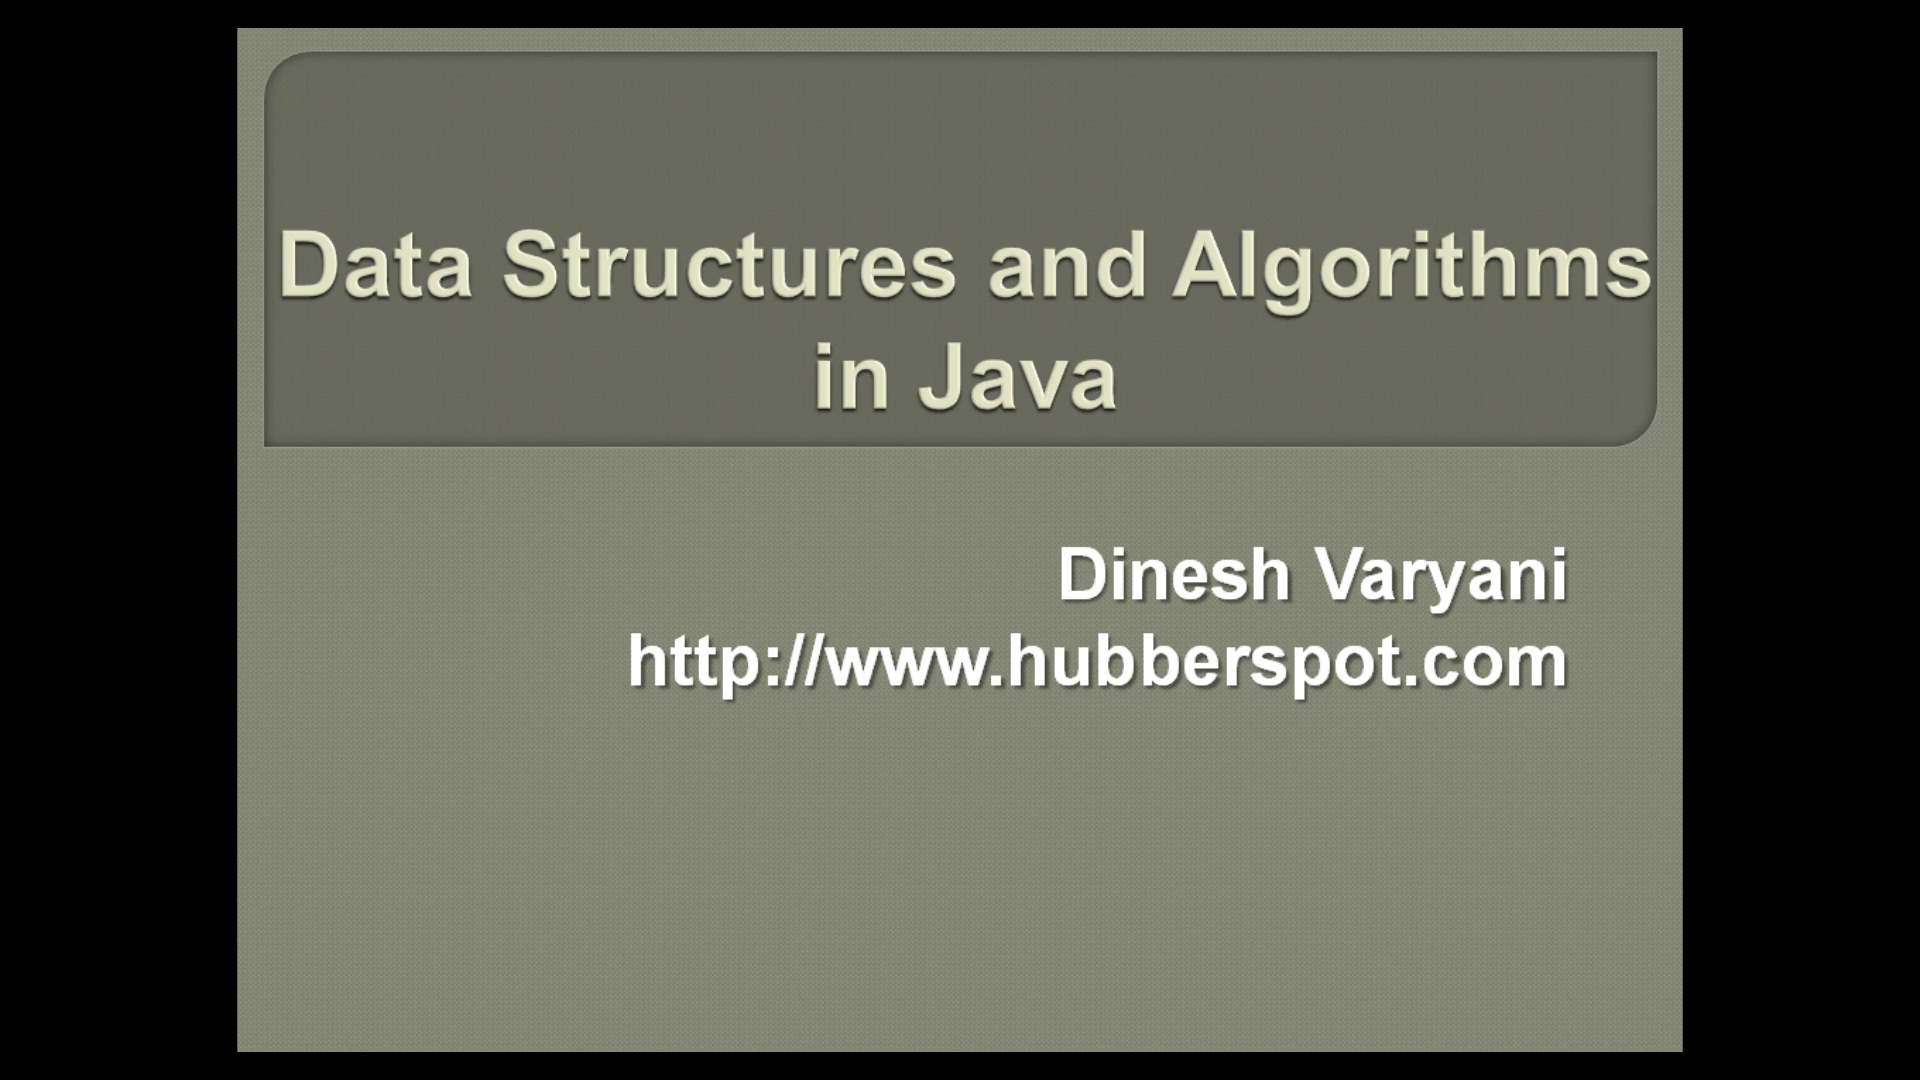 Data Structures and Algorithms
in Java
Dinesh Varyani
http://www.hubberspot.com